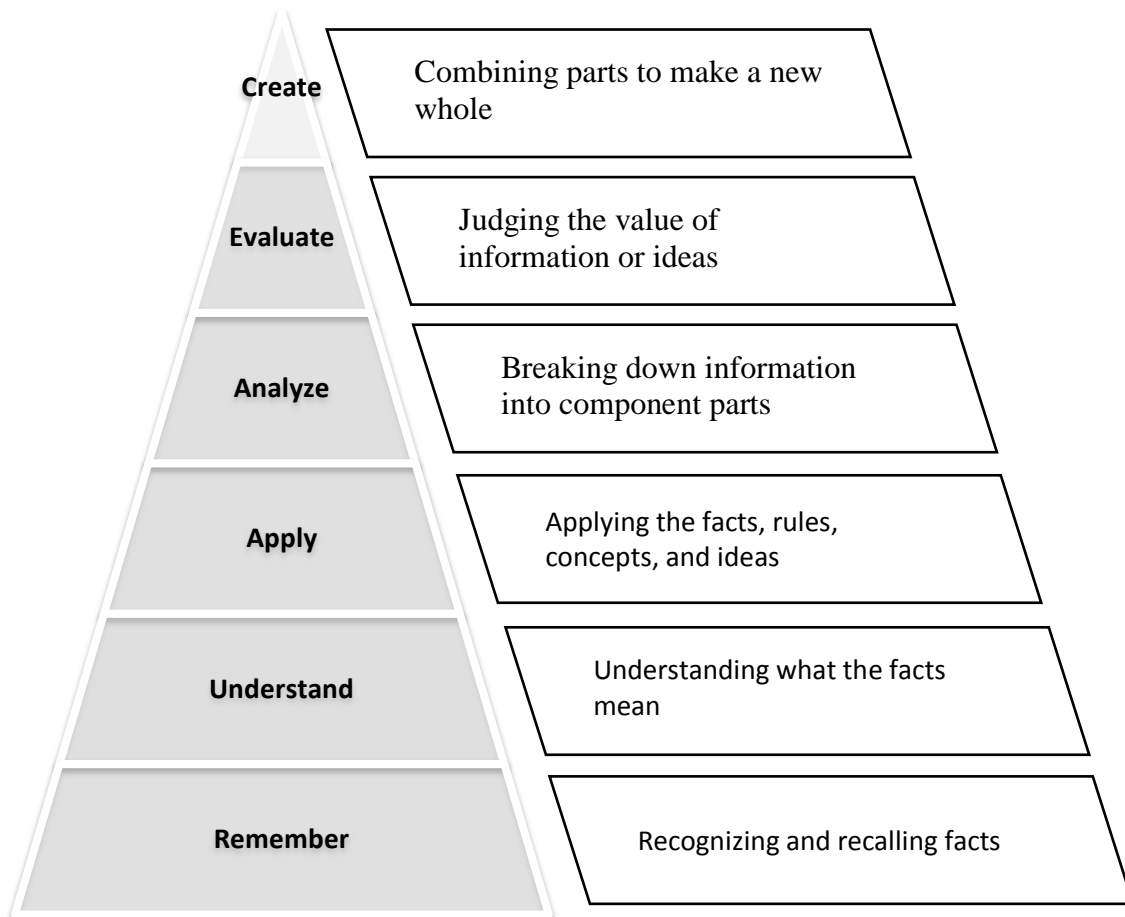 Create
Combining parts to make a new
whole
Evaluate
Judging the value of
information or ideas
Analyze
Breaking down information
into component parts
Apply
Applying the facts, rules,
concepts, and ideas
Understand
Understanding what the facts
mean
Remember
Recognizing and recalling facts